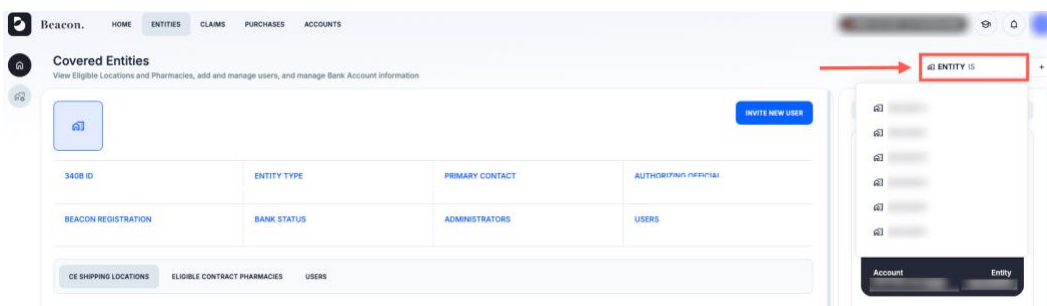 Beacon. HOME ENTITIES CLAIMS PURCHASES ACCOUNTS
Covered Entities
View Eligible Locations and Pharmacies, add and manage users, and manage Bank Account information
ENTITY IS +
INVITE NEW USER
340B ID ENTITY TYPE PRIMARY CONTACT AUTHORIZING OFFICIAL
BEACON REGISTRATION BANK STATUS ADMINISTRATORS USERS
CE SHIPPING LOCATIONS ELIGIBLE CONTRACT PHARMACIES USERS
Account Entity